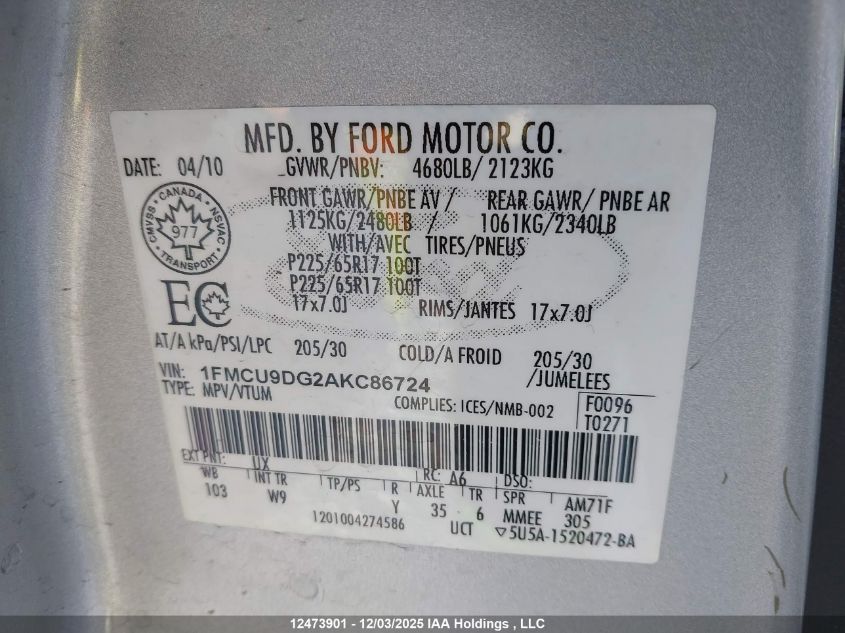 MFD. BY FORD MOTOR CO.
DATE: 04/10 GVWR/PNBV: 4680LB/ 2123KG
FRONT GAWR/PNBE AV / REAR GAWR/ PNBE AR
1125KG/2480LB / 1061KG/2340LB
WITH/AVEC TIRES/PNEUS
P225/65R17 100T
P225/65R17 100T
17x7.0J RIMS/JANTES 17x7.0J
CANADA
CMVSS NSVAC
977
TRANSPORT
EC
AT/A kPa/PSI/LPC 205/30 COLD/A FROID 205/30
VIN: 1FMCU9DG2AKC86724 /JUMELEES
TYPE: MPV/VTUM
COMPLIES: ICES/NMB-002 F0096
T0271
EXT PNT: UX RC: A6 DSO:
WB INT TR TP/PS R AXLE TR SPR AM71F
103 W9 Y 35 6 MMEE 305
1201004274586 UCT ▽5U5A-1520472-BA
12473901 - 12/03/2025 IAA Holdings , LLC